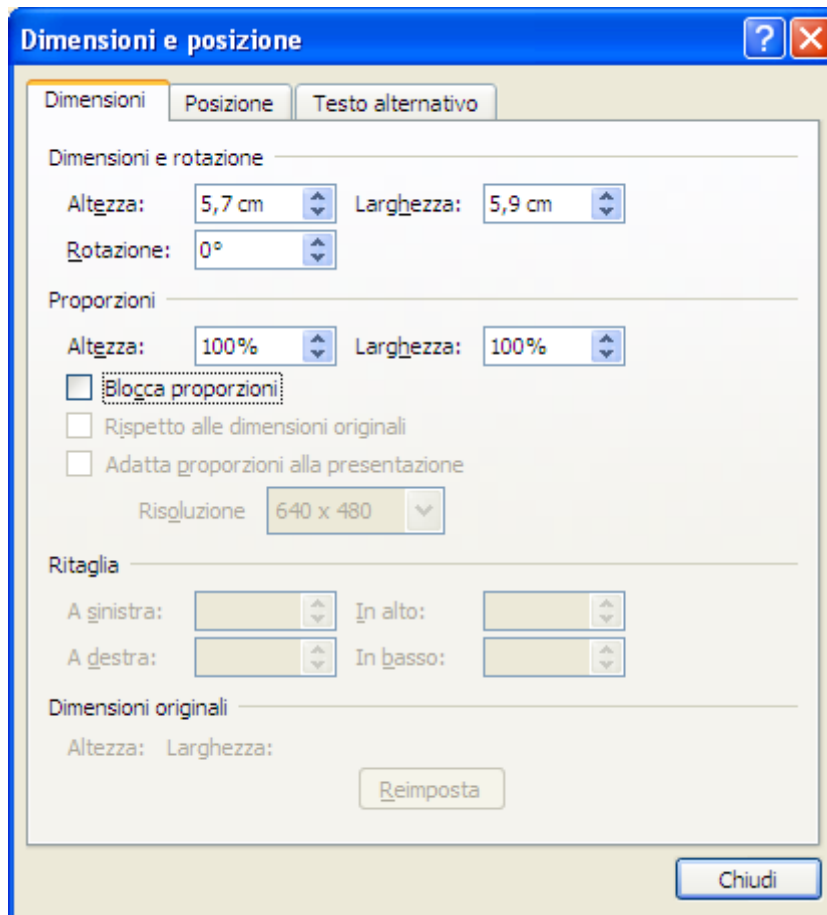 Dimensioni e posizione
Dimensioni Posizione Testo alternativo
Dimensioni e rotazione
Altezza: 5,7 cm Larghezza: 5,9 cm
Rotazione: 0°
Proporzioni
Altezza: 100% Larghezza: 100%
Blocca proporzioni
Rispetto alle dimensioni originali
Adatta proporzioni alla presentazione
Risoluzione 640 x 480
Ritaglia
A sinistra: In alto:
A destra: In basso:
Dimensioni originali
Altezza: Larghezza:
Reimposta
Chiudi